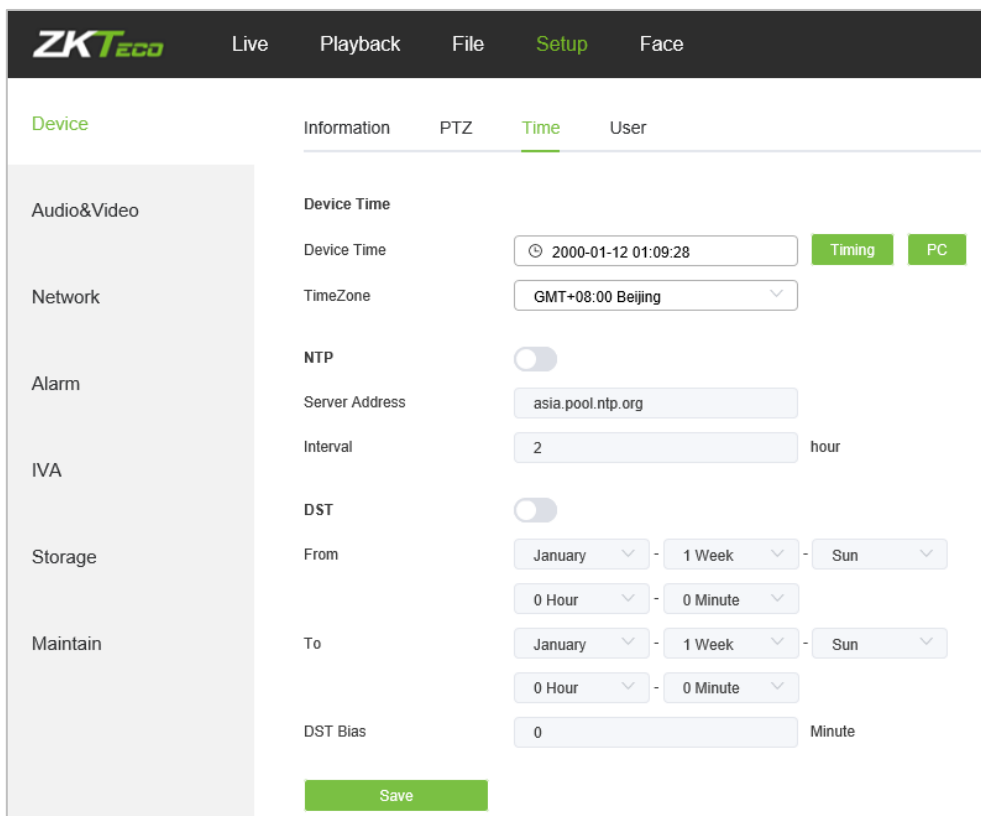 ZKTECO Live Playback File Setup Face
Device
Information PTZ Time User
Audio&Video
Device Time
Device Time 2000-01-12 01:09:28 Timing PC
Network
TimeZone GMT+08:00 Beijing
NTP
Alarm
Server Address asia.pool.ntp.org
Interval 2 hour
IVA
DST
Storage
From January - 1 Week - Sun
0 Hour - 0 Minute
Maintain
To January - 1 Week - Sun
0 Hour - 0 Minute
DST Bias 0 Minute
Save